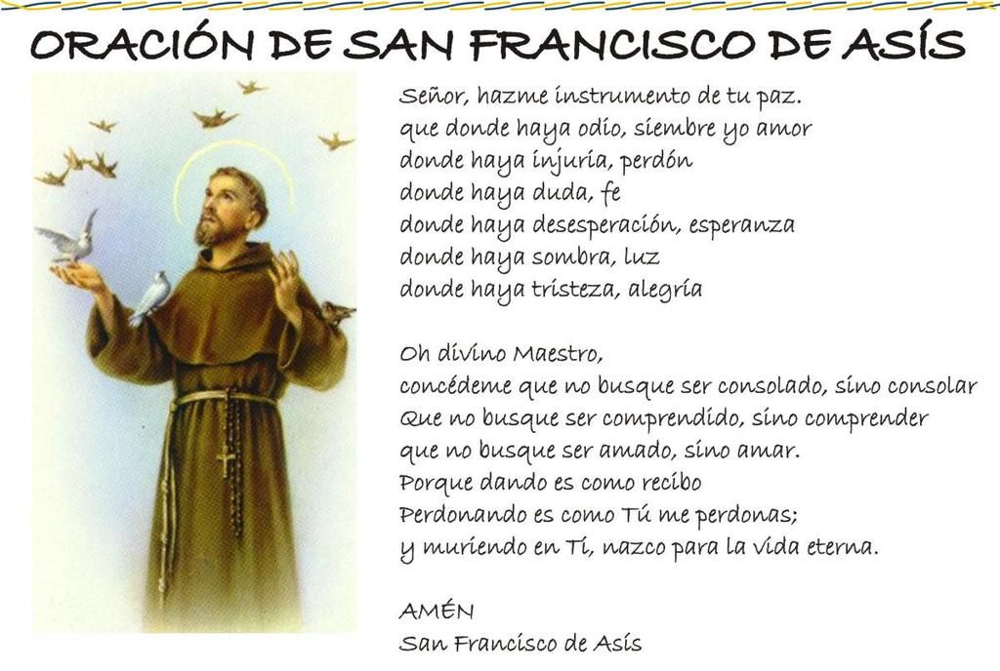 ORACIÓN DE SAN FRANCISCO DE ASÍS
Señor, hazme instrumento de tu paz.
que donde haya odio, siembre yo amor
donde haya injuria, perdón
donde haya duda, fe
donde haya desesperación, esperanza
donde haya sombra, luz
donde haya tristeza, alegría
Oh divino Maestro,
concédeme que no busque ser consolado, sino consolar
Que no busque ser comprendido, sino comprender
que no busque ser amado, sino amar.
Porque dando es como recibo
Perdonando es como Tú me perdonas;
y muriendo en Ti, nazco para la vida eterna.
AMÉN
San Francisco de Asís